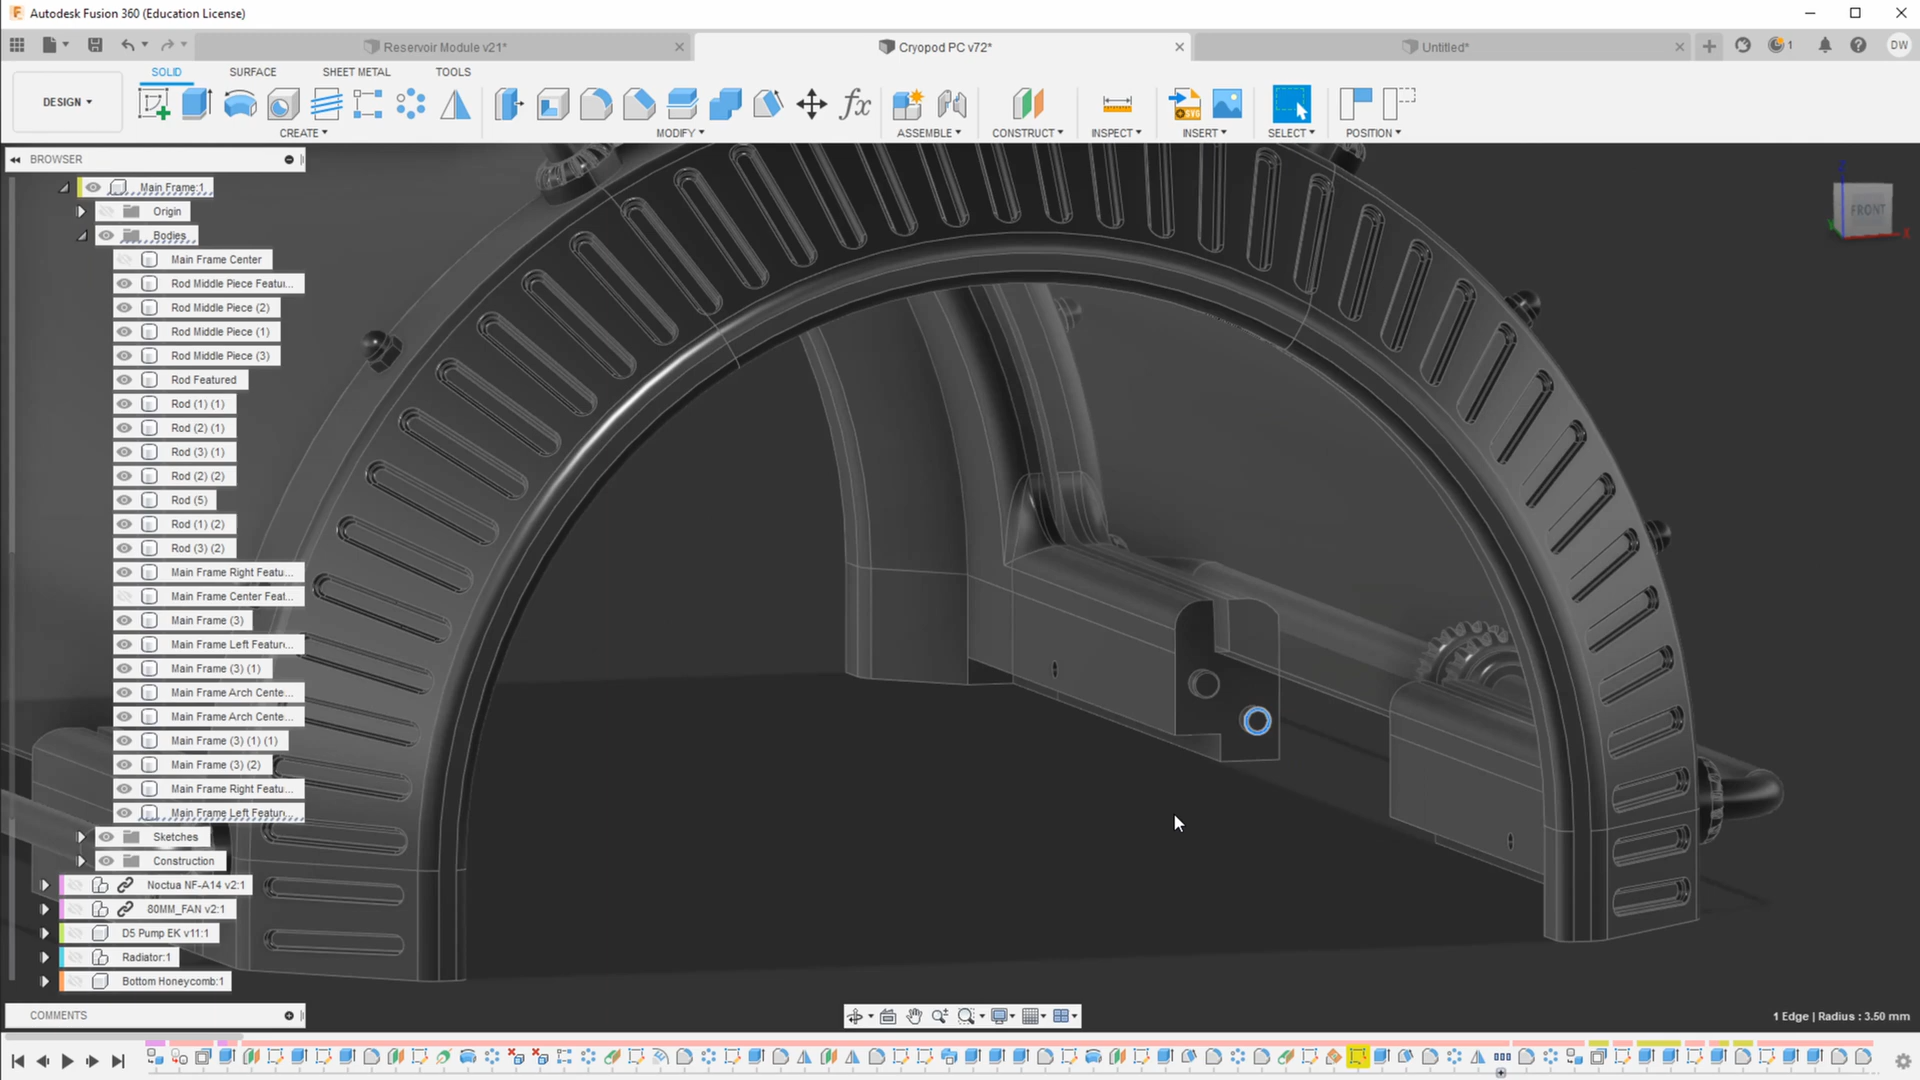 Autodesk Fusion 360 (Education License)
Reservoir Module v21*
Cryopod PC v72*
Untitled*
1
DW
DESIGN
SOLID
SURFACE
SHEET METAL
TOOLS
CREATE
MODIFY
ASSEMBLE
CONSTRUCT
INSPECT
INSERT
SELECT
POSITION
fx
SVG
BROWSER
Main Frame:1
Origin
Bodies
Main Frame Center
Rod Middle Piece Featu...
Rod Middle Piece (2)
Rod Middle Piece (1)
Rod Middle Piece (3)
Rod Featured
Rod (1) (1)
Rod (2) (1)
Rod (3) (1)
Rod (2) (2)
Rod (5)
Rod (1) (2)
Rod (3) (2)
Main Frame Right Featu...
Main Frame Center Feat...
Main Frame (3)
Main Frame Left Featur...
Main Frame (3) (1)
Main Frame Arch Cente...
Main Frame Arch Cente...
Main Frame (3) (1) (1)
Main Frame (3) (2)
Main Frame Right Featu...
Main Frame Left Featur...
Sketches
Construction
Noctua NF-A14 v2:1
80MM_FAN v2:1
D5 Pump EK v11:1
Radiator:1
Bottom Honeycomb:1
FRONT
Z
Y
X
COMMENTS
1 Edge | Radius : 3.50 mm